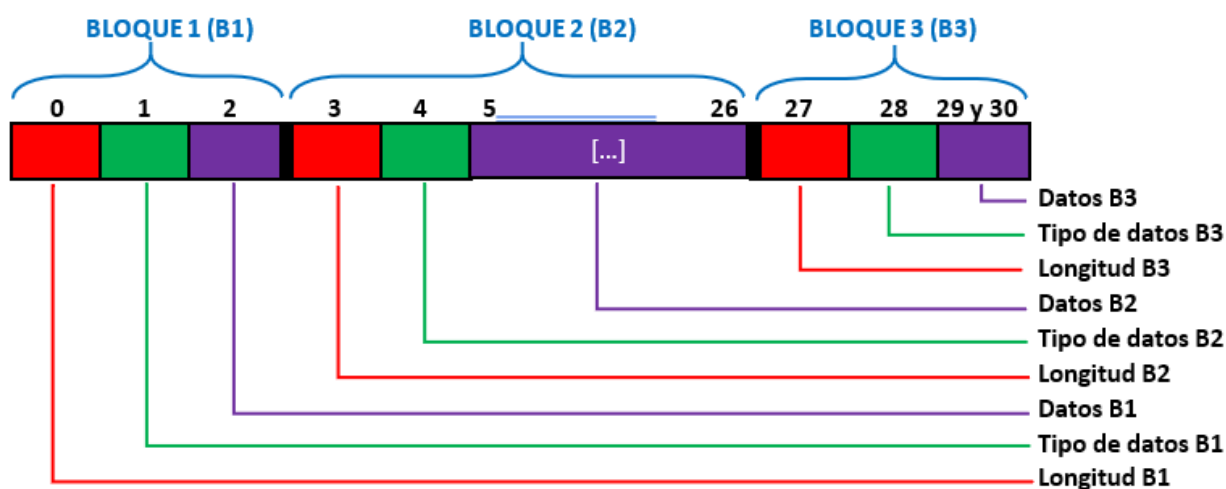 BLOQUE 1 (B1) BLOQUE 2 (B2) BLOQUE 3 (B3)
0 1 2 3 4 5 26 27 28 29 y 30
[...]
Datos B3
Tipo de datos B3
Longitud B3
Datos B2
Tipo de datos B2
Longitud B2
Datos B1
Tipo de datos B1
Longitud B1